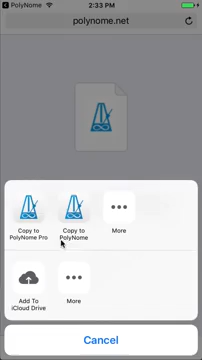 PolyNome
2:33 PM
polynome.net
Copy to
PolyNome Pro
Copy to
PolyNome
More
Add To
iCloud Drive
More
Cancel